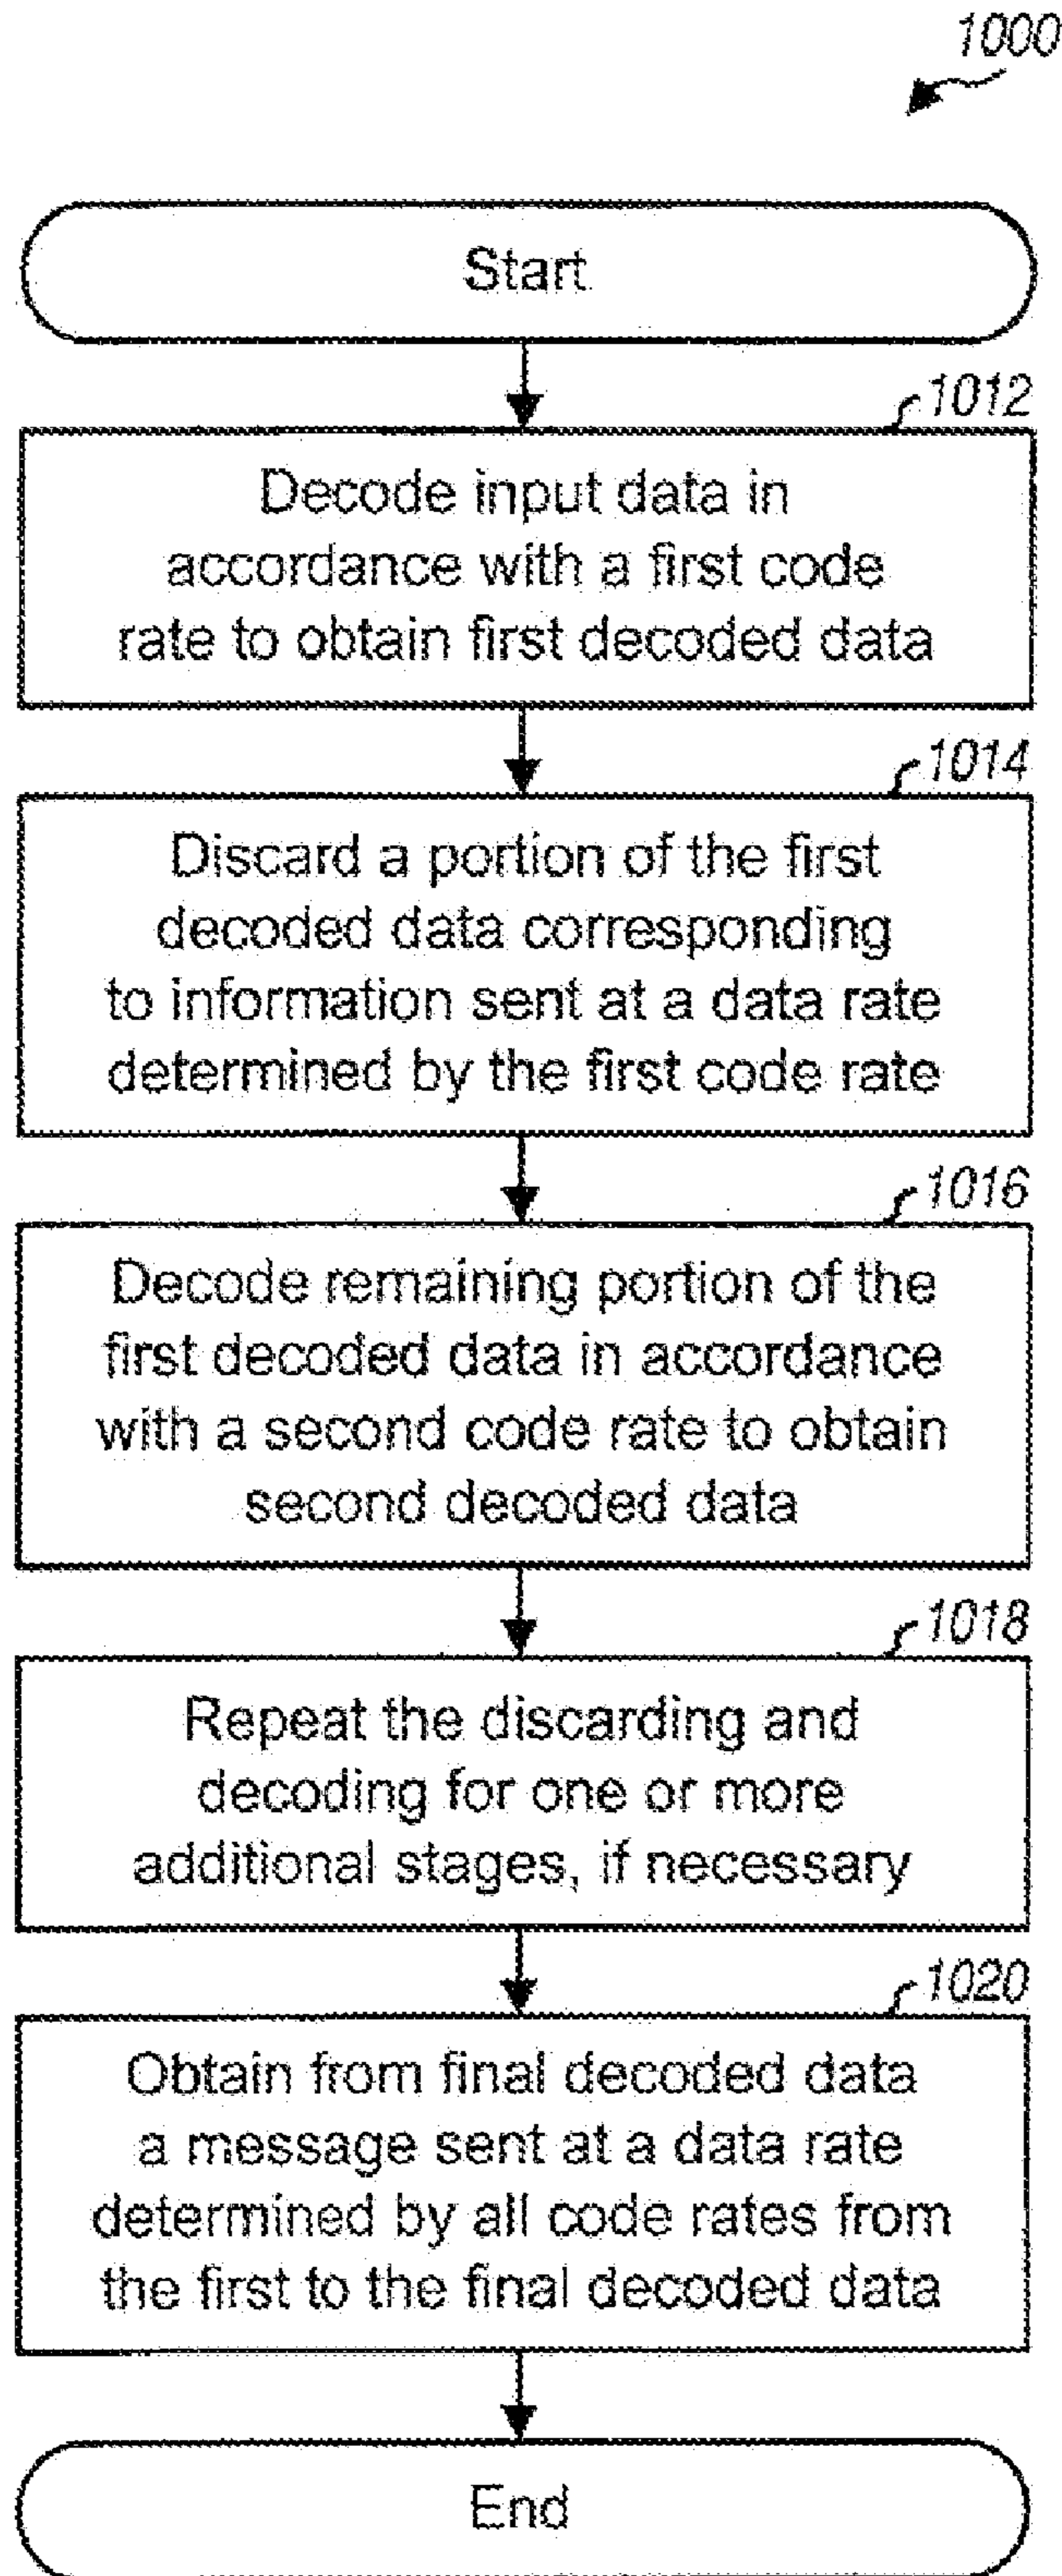 1000
Start
1012
Decode input data in
accordance with a first code
rate to obtain first decoded data
1014
Discard a portion of the first
decoded data corresponding
to information sent at a data rate
determined by the first code rate
1016
Decode remaining portion of the
first decoded data in accordance
with a second code rate to obtain
second decoded data
1018
Repeat the discarding and
decoding for one or more
additional stages, if necessary
1020
Obtain from final decoded data
a message sent at a data rate
determined by all code rates from
the first to the final decoded data
End